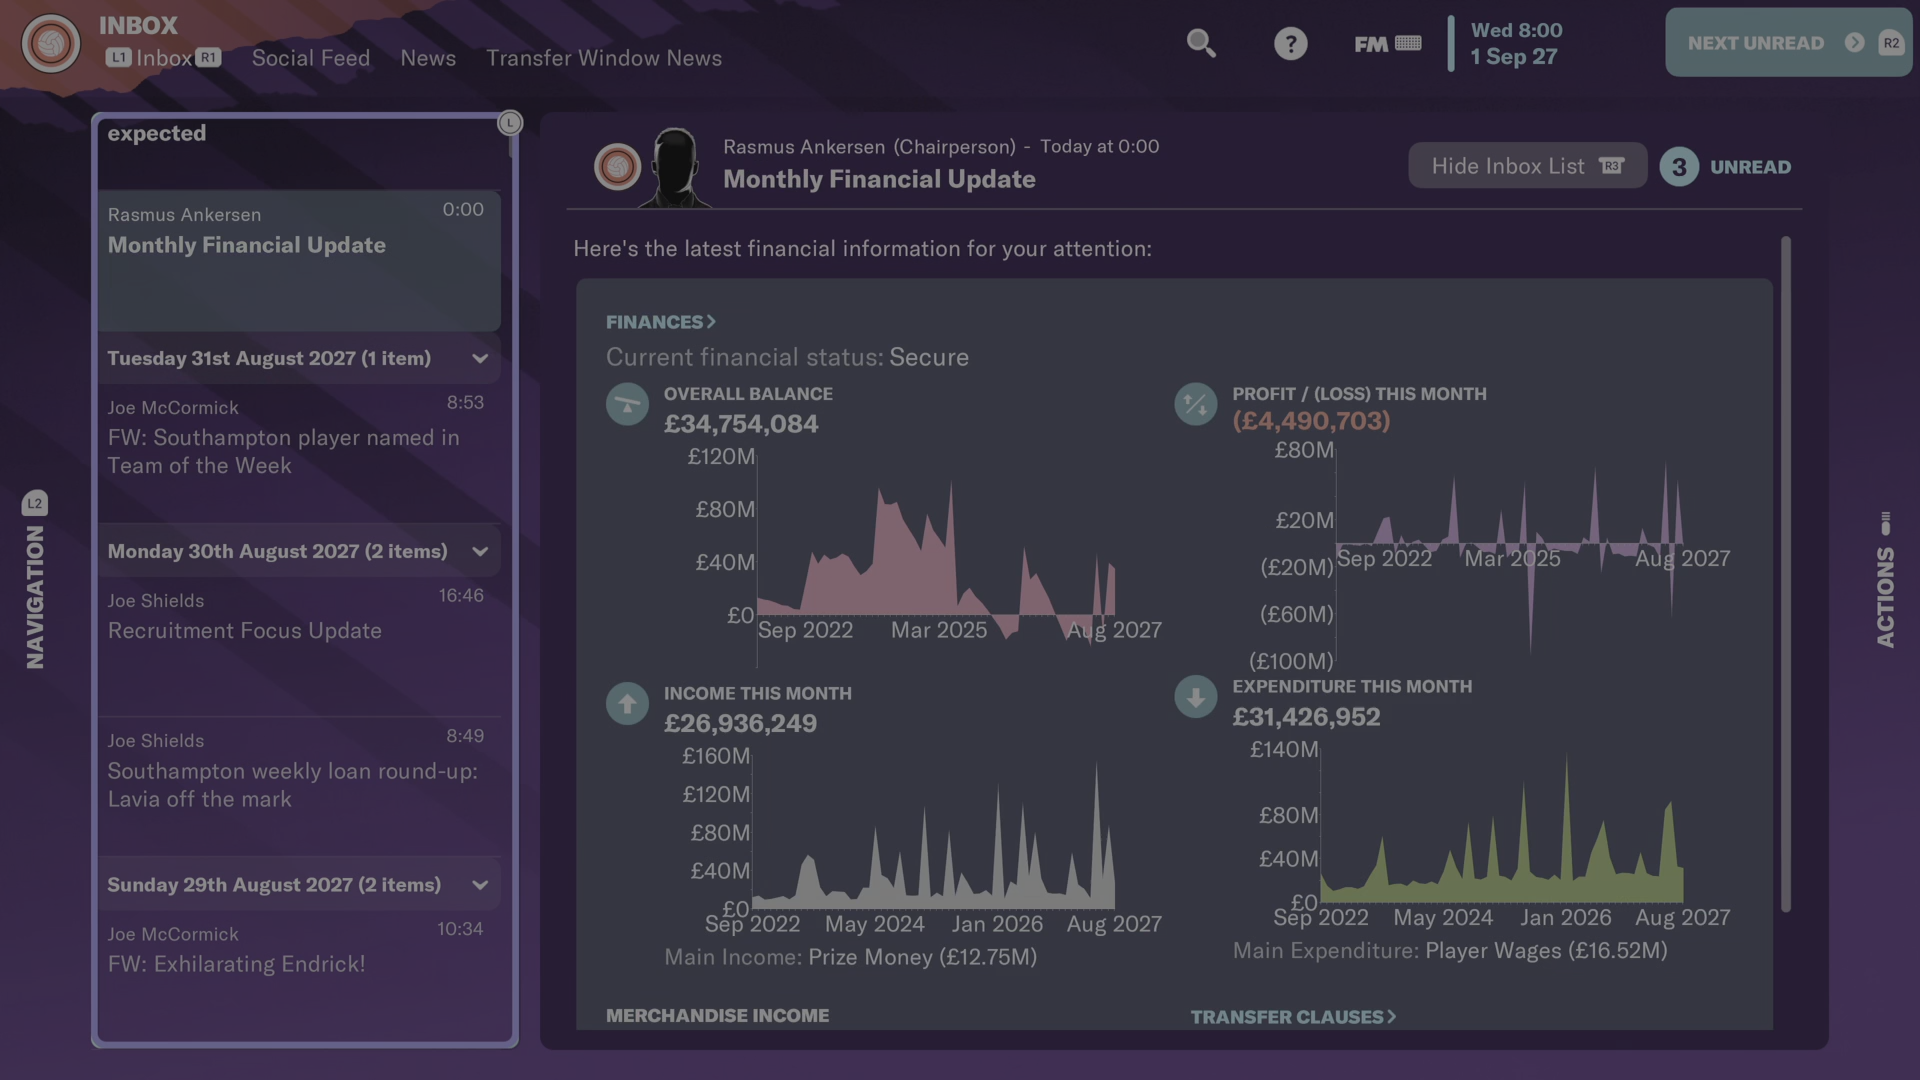 INBOX
L1 Inbox R1 Social Feed News Transfer Window News
FM
Wed 8:00
1 Sep 27
NEXT UNREAD R2
L
expected
Rasmus Ankersen 0:00
Monthly Financial Update
Tuesday 31st August 2027 (1 item)
Joe McCormick 8:53
FW: Southampton player named in
Team of the Week
Monday 30th August 2027 (2 items)
Joe Shields 16:46
Recruitment Focus Update
Joe Shields 8:49
Southampton weekly loan round-up:
Lavia off the mark
Sunday 29th August 2027 (2 items)
Joe McCormick 10:34
FW: Exhilarating Endrick!
NAVIGATION L2
Rasmus Ankersen (Chairperson) - Today at 0:00
Monthly Financial Update
Hide Inbox List R3
3 UNREAD
Here's the latest financial information for your attention:
FINANCES
Current financial status: Secure
OVERALL BALANCE
£34,754,084
£120M
£80M
£40M
£0
Sep 2022 Mar 2025 Aug 2027
PROFIT / (LOSS) THIS MONTH
(£4,490,703)
£80M
£20M
(£20M)
(£60M)
(£100M)
Sep 2022 Mar 2025 Aug 2027
INCOME THIS MONTH
£26,936,249
£160M
£120M
£80M
£40M
£0
Sep 2022 May 2024 Jan 2026 Aug 2027
Main Income: Prize Money (£12.75M)
EXPENDITURE THIS MONTH
£31,426,952
£140M
£80M
£40M
£0
Sep 2022 May 2024 Jan 2026 Aug 2027
Main Expenditure: Player Wages (£16.52M)
MERCHANDISE INCOME
TRANSFER CLAUSES
ACTIONS